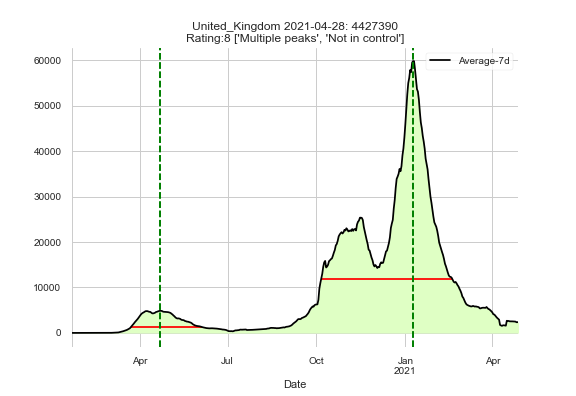 United_Kingdom 2021-04-28: 4427390
Rating:8 ['Multiple peaks', 'Not in control']
Average-7d
60000
50000
40000
30000
20000
10000
0
Apr Jul Oct Jan Apr
2021
Date